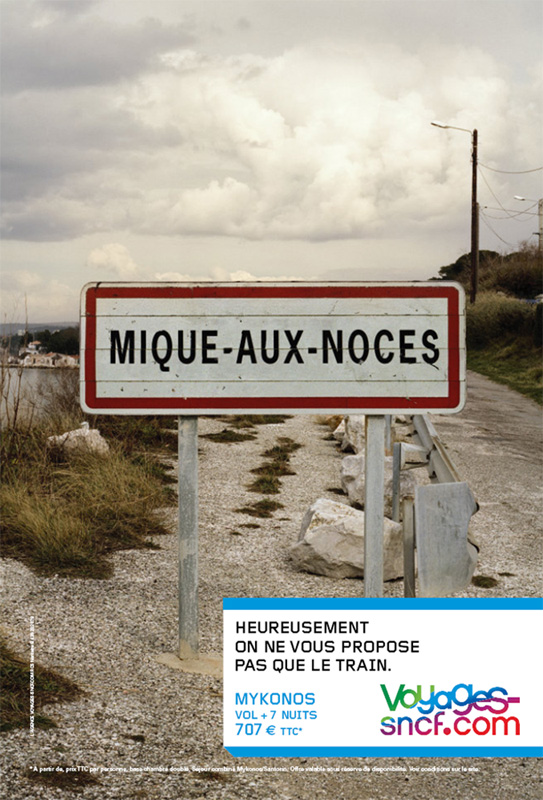 MIQUE-AUX-NOCES
HEUREUSEMENT
ON NE VOUS PROPOSE
PAS QUE LE TRAIN.
MYKONOS
VOL + 7 NUITS
707 € TTC*
Voyages-
sncf.com
* À partir de, prix TTC par personne, base chambre double. Séjour combiné Mykonos/Santorin. Offre valable sous réserve de disponibilité. Voir conditions sur le site.